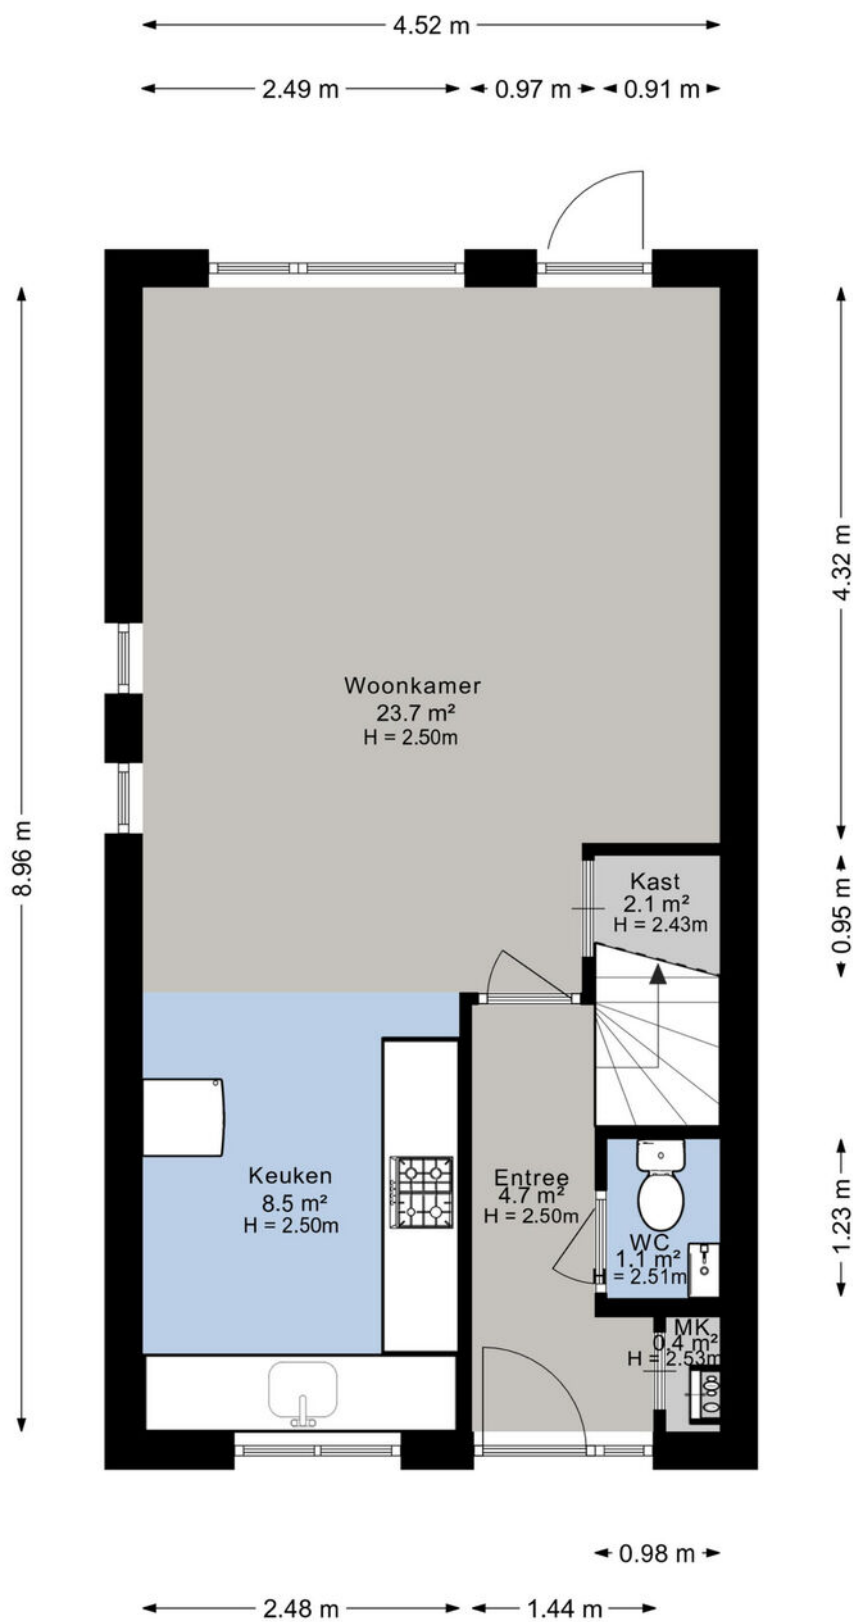 4.52 m
2.49 m
0.97 m
0.91 m
4.32 m
8.96 m
Woonkamer
23.7 m²
H = 2.50m
Kast
2.1 m²
H = 2.43m
0.95 m
Keuken
8.5 m²
H = 2.50m
Entree
4.7 m²
H = 2.50m
WC
1.1 m²
H = 2.51m
1.23 m
MK
0.4 m²
H = 2.53m
0.98 m
2.48 m
1.44 m